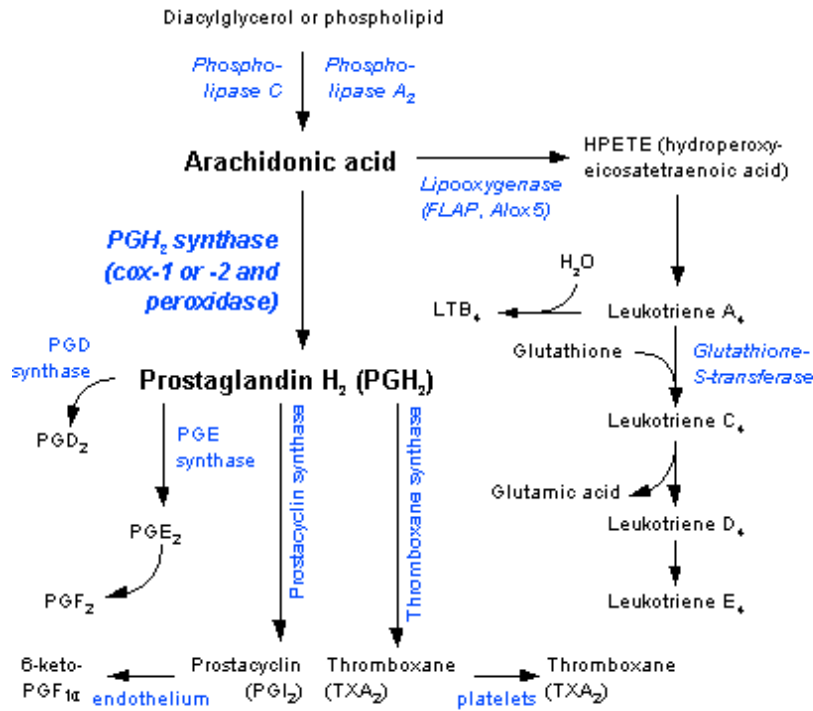 Diacylglycerol or phospholipid
Phospho-
lipase C
Phospho-
lipase A₂
Arachidonic acid
HPETE (hydroperoxy-
eicosatetraenoic acid)
Lipooxygenase
(FLAP, Alox5)
PGH₂ synthase
(cox-1 or -2 and
peroxidase)
H₂O
LTB₄
Leukotriene A₄
Glutathione
Glutathione-
S-transferase
PGD
synthase
Prostaglandin H₂ (PGH₂)
PGD₂
PGE
synthase
Prostacyclin synthase
Thromboxane synthase
Leukotriene C₄
Glutamic acid
PGE₂
Leukotriene D₄
PGF₂
Leukotriene E₄
6-keto-
PGF₁α
endothelium
Prostacyclin
(PGI₂)
Thromboxane
(TXA₂)
platelets
Thromboxane
(TXA₂)